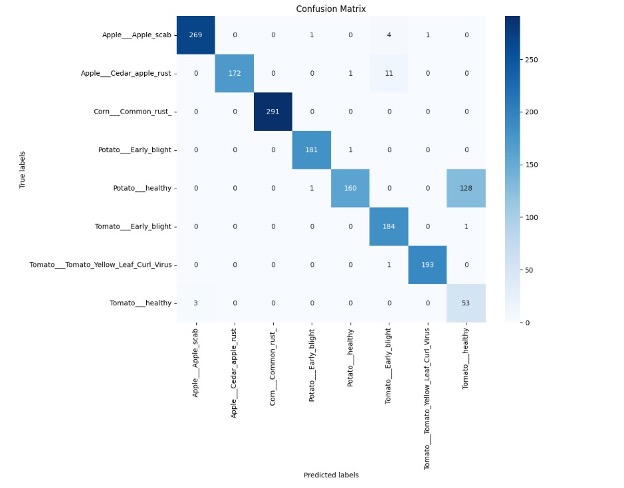 Confusion Matrix
True labels
Apple___Apple_scab 269 0 0 1 0 4 1 0
Apple___Cedar_apple_rust 0 172 0 0 1 11 0 0
Corn___Common_rust_ 0 0 291 0 0 0 0 0
Potato___Early_blight 0 0 0 181 1 0 0 0
Potato___healthy 0 0 0 1 160 0 0 128
Tomato___Early_blight 0 0 0 0 0 184 0 1
Tomato___Tomato_Yellow_Leaf_Curl_Virus 0 0 0 0 0 1 193 0
Tomato___healthy 3 0 0 0 0 0 0 53
Apple___Apple_scab
Apple___Cedar_apple_rust
Corn___Common_rust_
Potato___Early_blight
Potato___healthy
Tomato___Early_blight
Tomato___Tomato_Yellow_Leaf_Curl_Virus
Tomato___healthy
Predicted labels
250
200
150
100
50
0